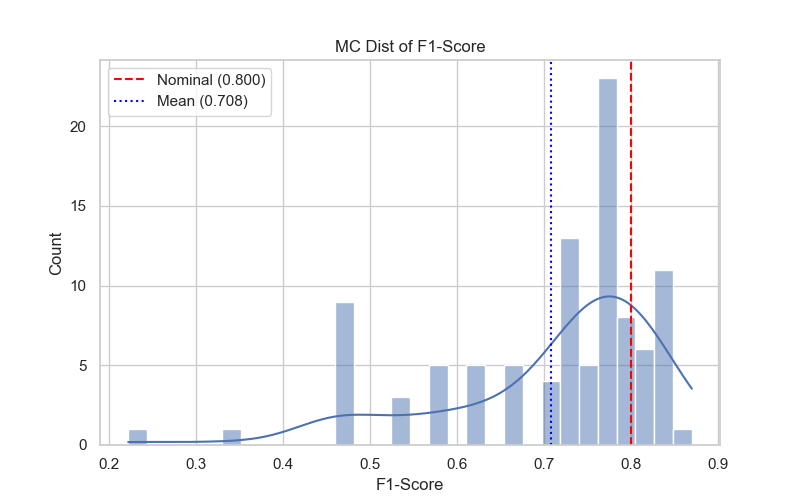 MC Dist of F1-Score
Nominal (0.800)
Mean (0.708)
Count
20
15
10
5
0
0.2 0.3 0.4 0.5 0.6 0.7 0.8 0.9
F1-Score